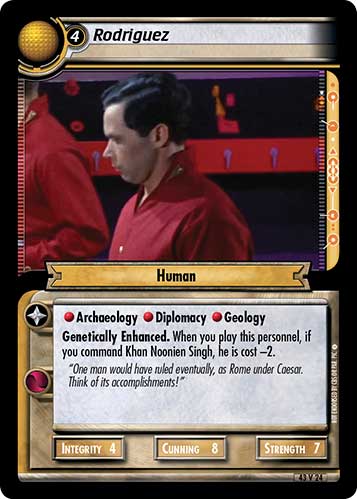 4 Rodriguez
Human
Archaeology Diplomacy Geology
Genetically Enhanced. When you play this personnel, if
you command Khan Noonien Singh, he is cost –2.
"One man would have ruled eventually, as Rome under Caesar.
Think of its accomplishments!"
INTEGRITY 4 CUNNING 8 STRENGTH 7
43 V 24